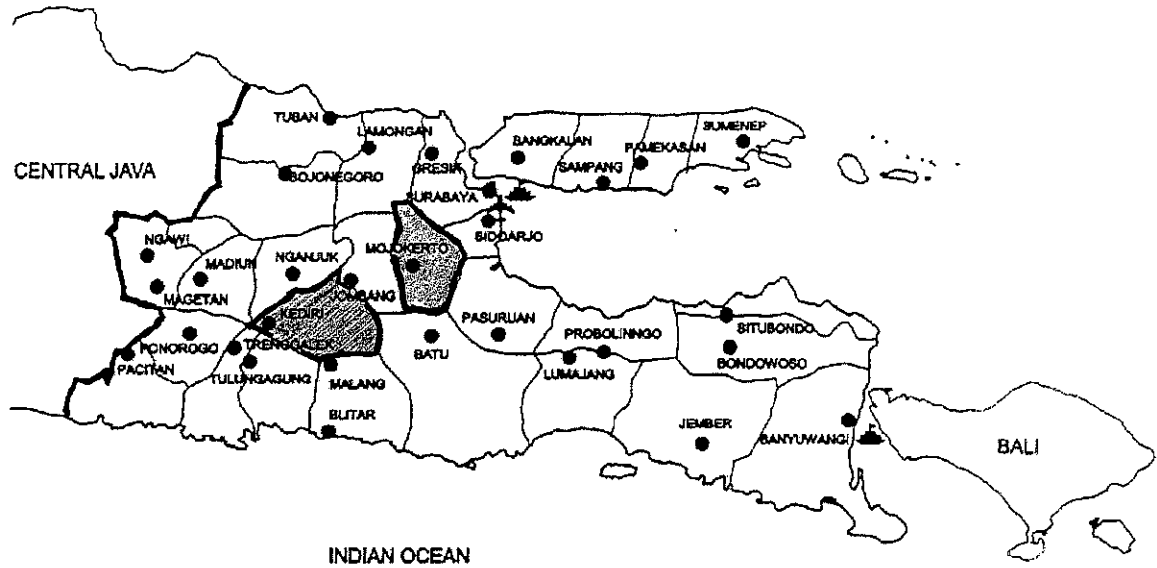 TUBAN
LAMONGAN
GRESIK
BANGKALAN
SAMPANG
PAMEKASAN
SUMENEP
CENTRAL JAVA
BOJONEGORO
SURABAYA
SIDOARJO
NGAWI
MADIUN
NGANJUK
MOJOKERTO
MAGETAN
JOMBANG
KEDIRI
PONOROGO
TRENGGALEK
BATU
PASURUAN
PROBOLINNGO
SITUBONDO
PACITAN
TULUNGAGUNG
MALANG
LUMAJANG
BONDOWOSO
BLITAR
JEMBER
BANYUWANGI
BALI
INDIAN OCEAN